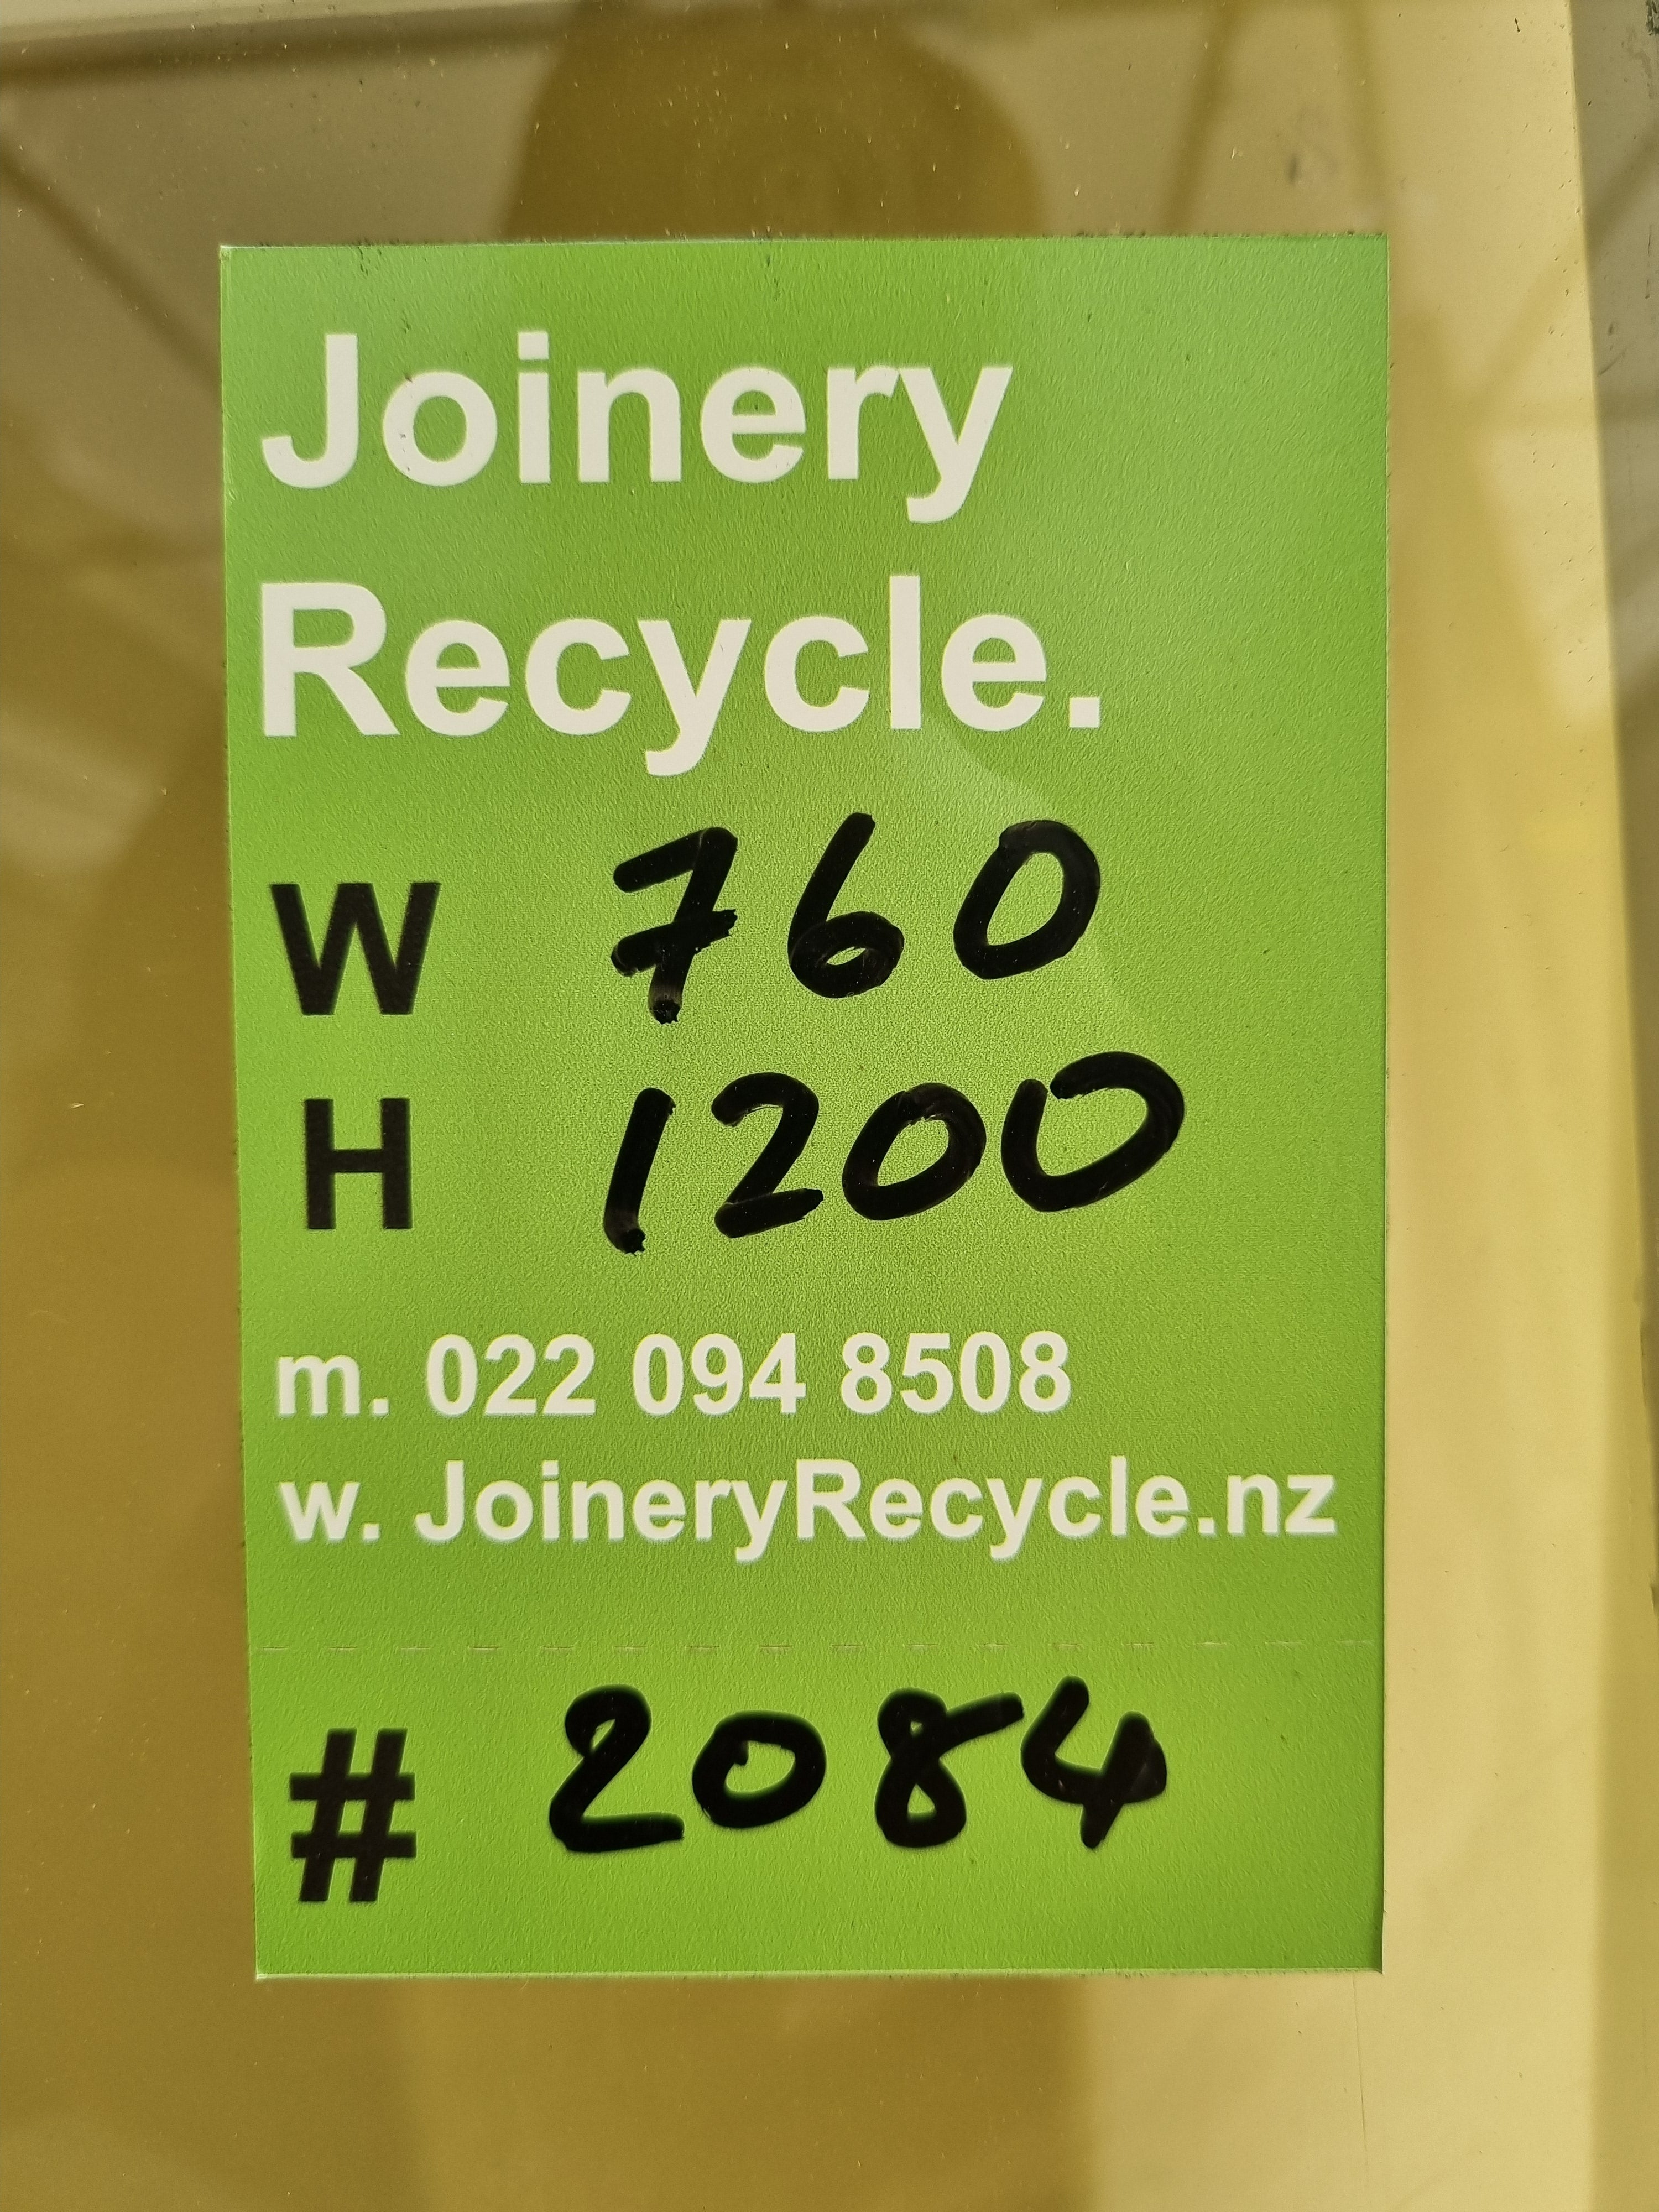 Joinery
Recycle.
W 760
H 1200
m. 022 094 8508
w. JoineryRecycle.nz
# 2084